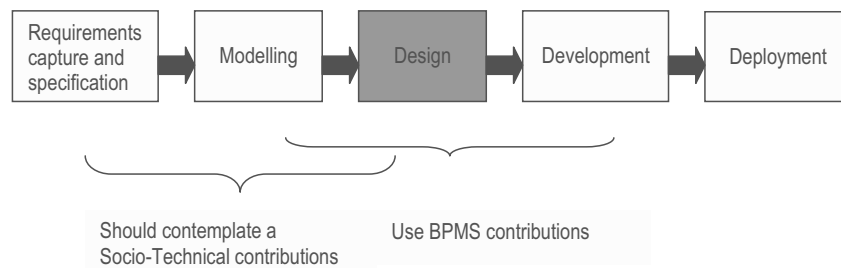 Requirements
capture and
specification
Modelling
Design
Development
Deployment
Should contemplate a
Socio-Technical contributions
Use BPMS contributions